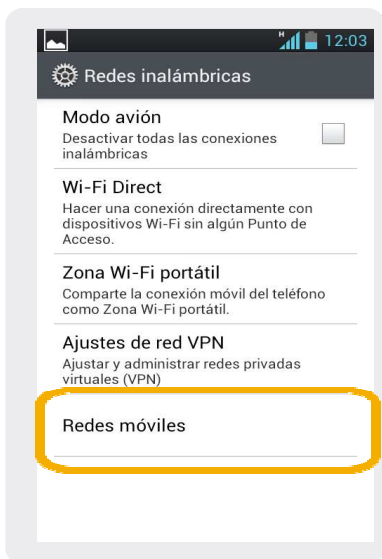 H 12:03
Redes inalámbricas
Modo avión
Desactivar todas las conexiones
inalámbricas
Wi-Fi Direct
Hacer una conexión directamente con
dispositivos Wi-Fi sin algún Punto de
Acceso.
Zona Wi-Fi portátil
Comparte la conexión móvil del teléfono
como Zona Wi-Fi portátil.
Ajustes de red VPN
Ajustar y administrar redes privadas
virtuales (VPN)
Redes móviles